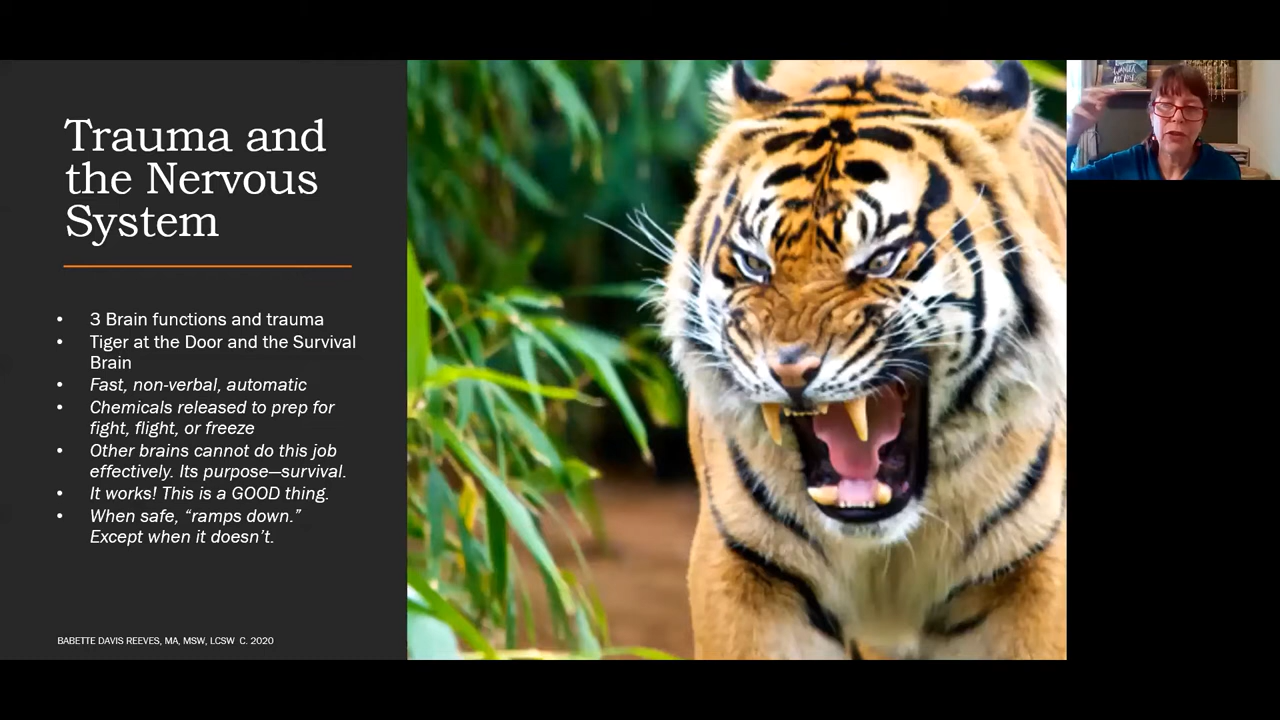 Trauma and
the Nervous
System
• 3 Brain functions and trauma
• Tiger at the Door and the Survival
Brain
• Fast, non-verbal, automatic
• Chemicals released to prep for
fight, flight, or freeze
• Other brains cannot do this job
effectively. Its purpose—survival.
• It works! This is a GOOD thing.
• When safe, “ramps down.”
Except when it doesn’t.
BABETTE DAVIS REEVES, MA, MSW, LCSW C. 2020